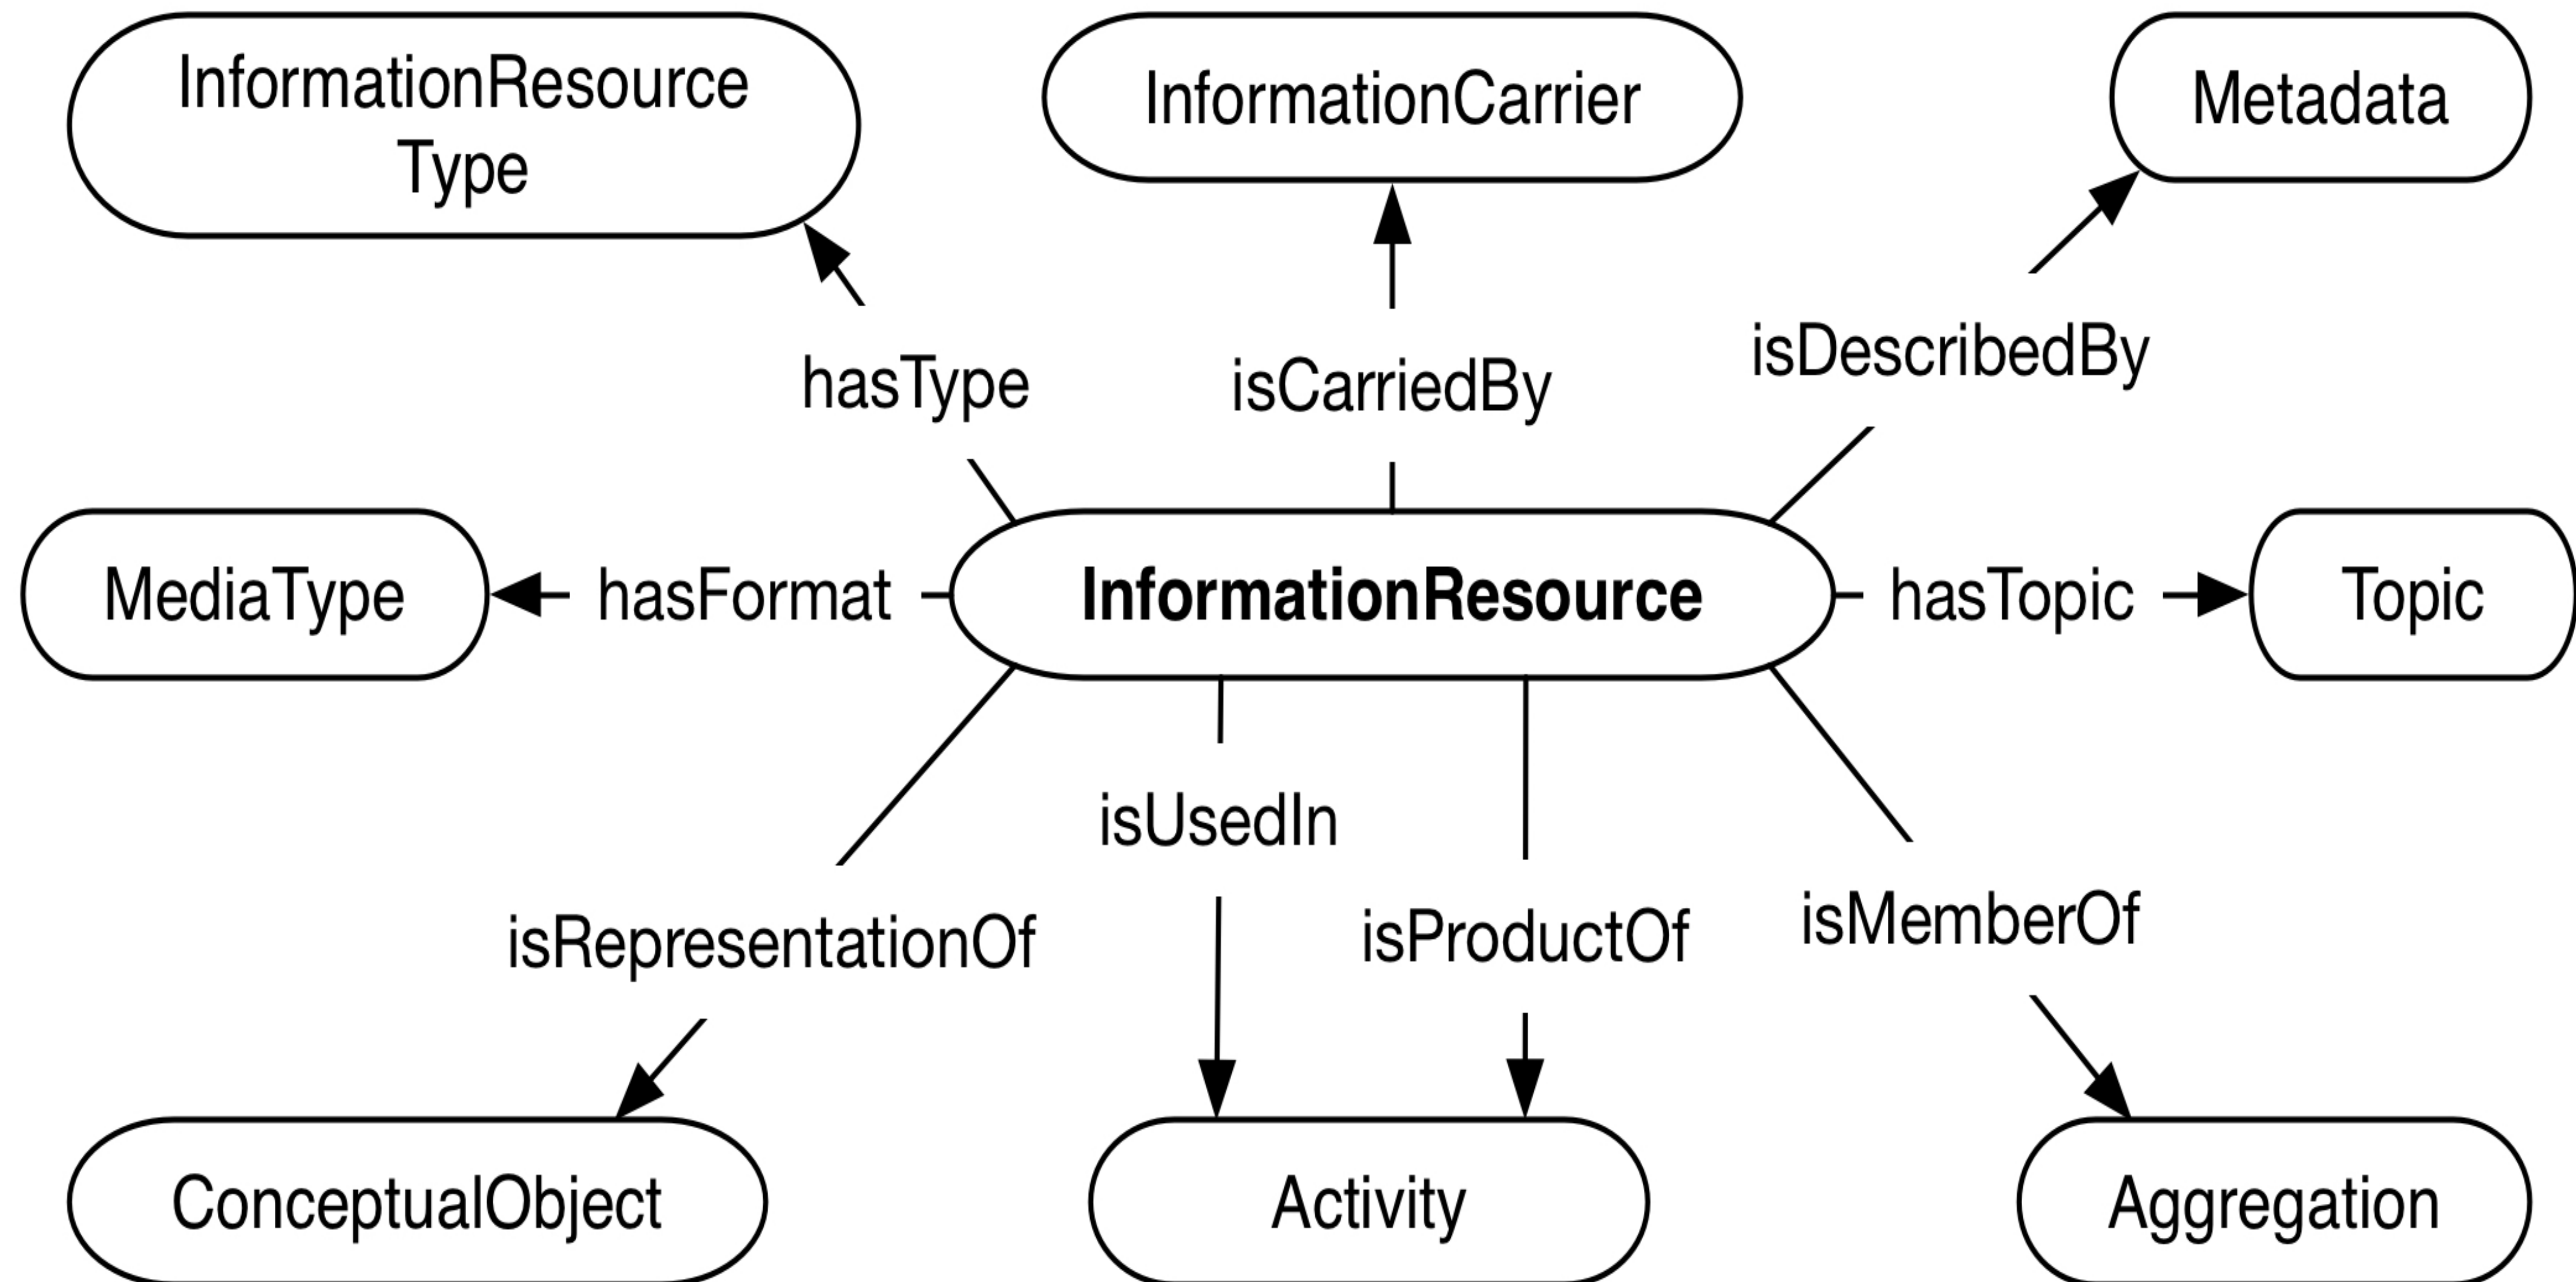 InformationResource
Type
InformationCarrier
Metadata
hasType
isCarriedBy
isDescribedBy
MediaType
hasFormat
InformationResource
hasTopic
Topic
isUsedIn
isRepresentationOf
isProductOf
isMemberOf
ConceptualObject
Activity
Aggregation